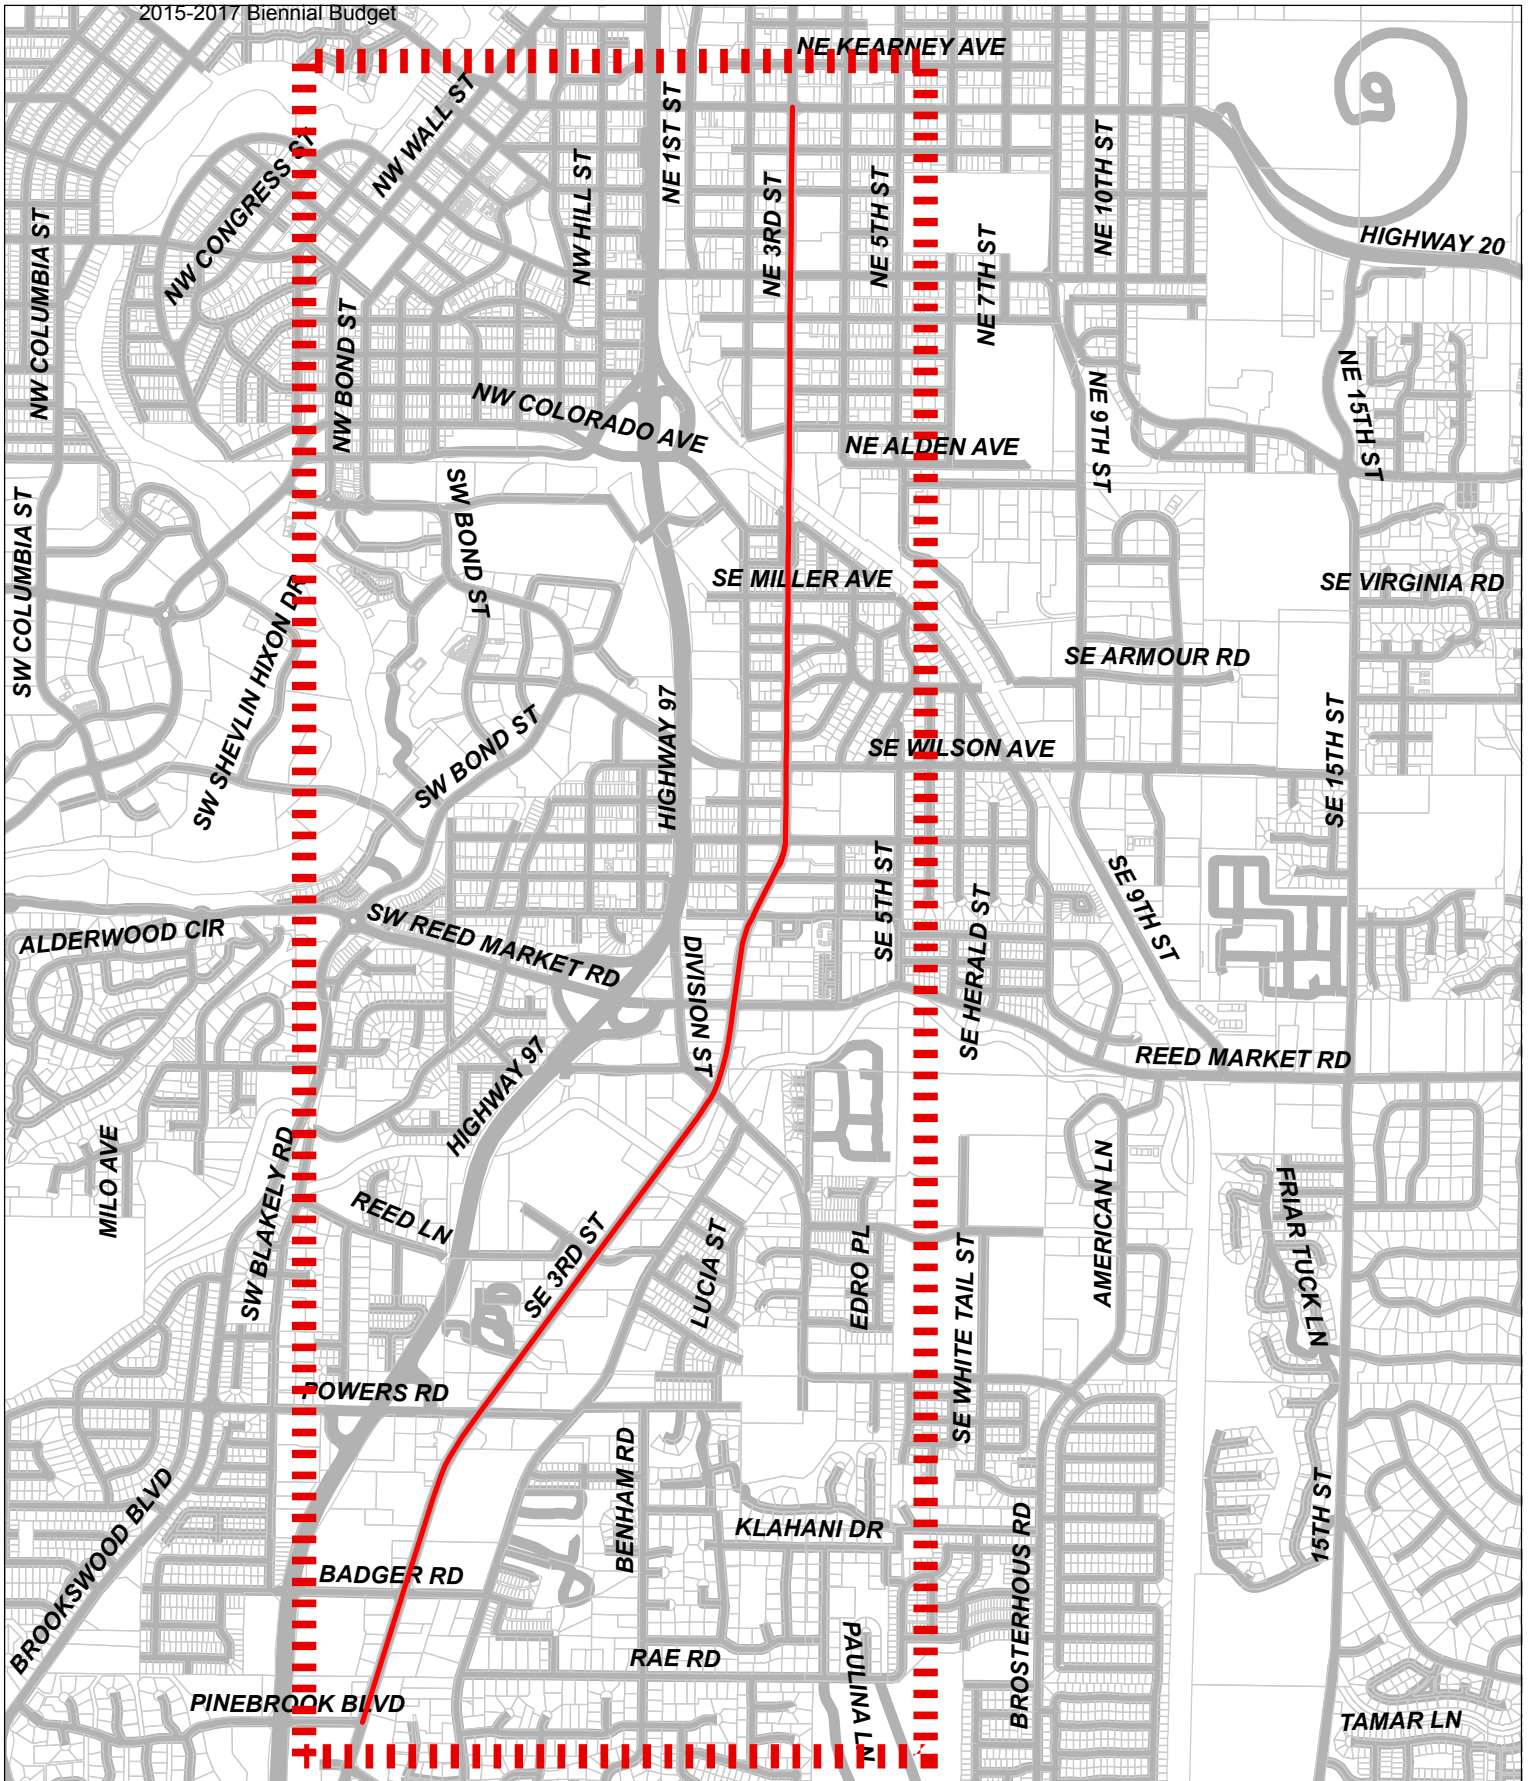 2015-2017 Biennial Budget
NE KEARNEY AVE
NW WALL ST
NE 1ST ST
NW CONGRESS ST
NW HILL ST
NE 3RD ST
NE 5TH ST
NE 10TH ST
NW COLUMBIA ST
NE 7TH ST
HIGHWAY 20
NW BOND ST
NE 15TH ST
NW COLORADO AVE
NE 9TH ST
NE ALDEN AVE
SW COLUMBIA ST
SW BOND ST
SE MILLER AVE
SE VIRGINIA RD
SW SHEVLIN HIXON DR
SE ARMOUR RD
HIGHWAY 97
SW BOND ST
SE WILSON AVE
SE 15TH ST
SE 5TH ST
SE 9TH ST
ALDERWOOD CIR
SW REED MARKET RD
SE HERALD ST
DIVISION ST
HIGHWAY 97
REED MARKET RD
MILO AVE
SW BLAKELY RD
AMERICAN LN
FRIAR TUCK LN
REED LN
SE 3RD ST
LUCIA ST
EDRO PL
SE WHITE TAIL ST
POWERS RD
BENHAM RD
BROOKSWOOD BLVD
KLAHANI DR
15TH ST
BADGER RD
BROSTERHOUS RD
RAE RD
PAULINA LN
PINEBROOK BLVD
TAMAR LN